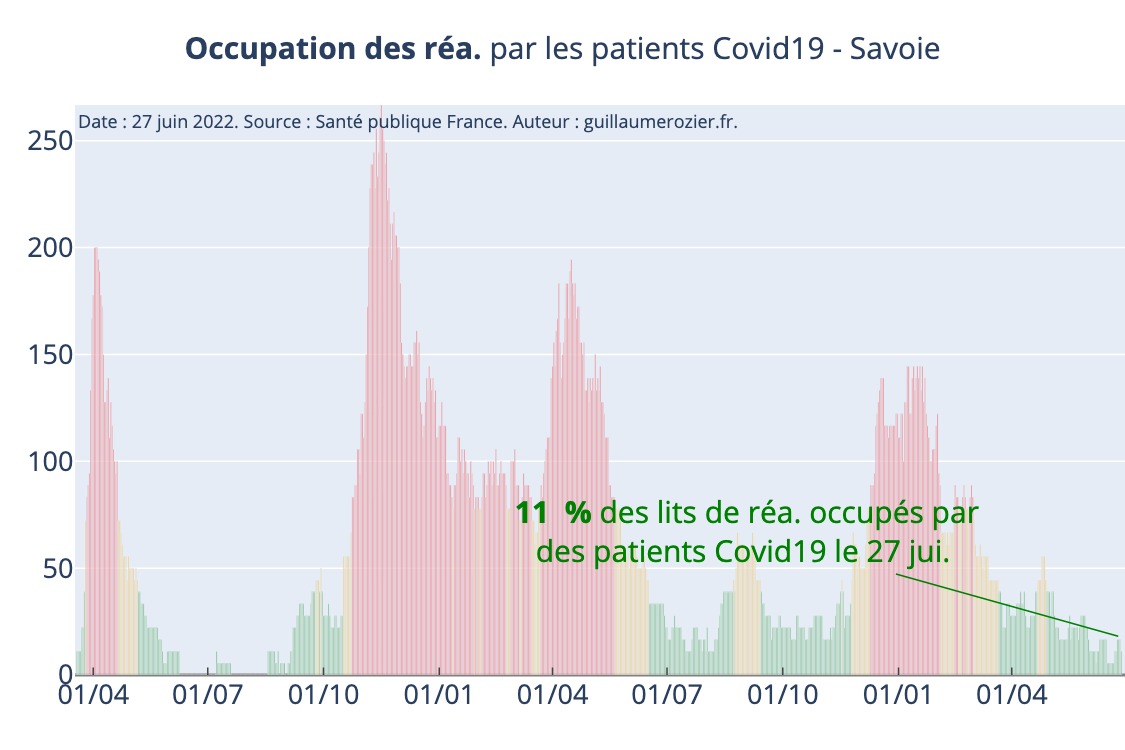 Occupation des réa. par les patients Covid19 - Savoie
Date : 27 juin 2022. Source : Santé publique France. Auteur : guillaumerozier.fr.
250
200
150
100
50
0
11 % des lits de réa. occupés par
des patients Covid19 le 27 jui.
01/04 01/07 01/10 01/01 01/04 01/07 01/10 01/01 01/04